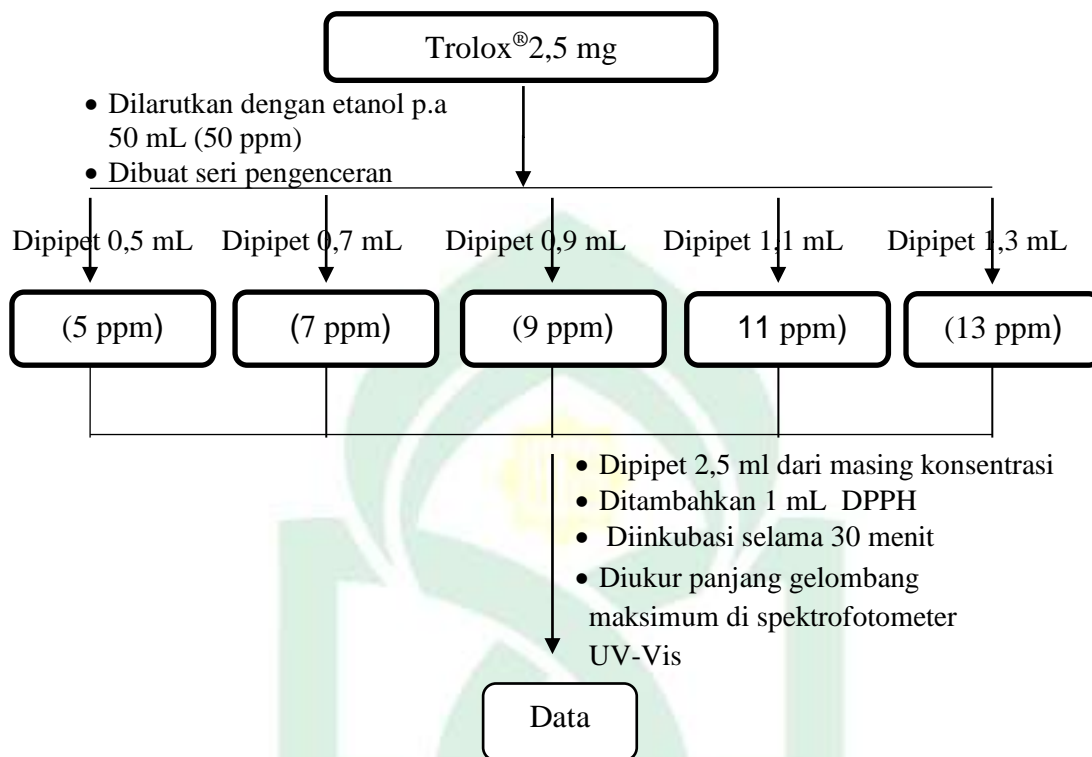 Trolox®2,5 mg
• Dilarutkan dengan etanol p.a
50 mL (50 ppm)
• Dibuat seri pengenceran
Dipipet 0,5 mL Dipipet 0,7 mL Dipipet 0,9 mL Dipipet 1,1 mL Dipipet 1,3 mL
(5 ppm) (7 ppm) (9 ppm) 11 ppm) (13 ppm)
• Dipipet 2,5 ml dari masing konsentrasi
• Ditambahkan 1 mL DPPH
• Diinkubasi selama 30 menit
• Diukur panjang gelombang
maksimum di spektrofotometer
UV-Vis
Data